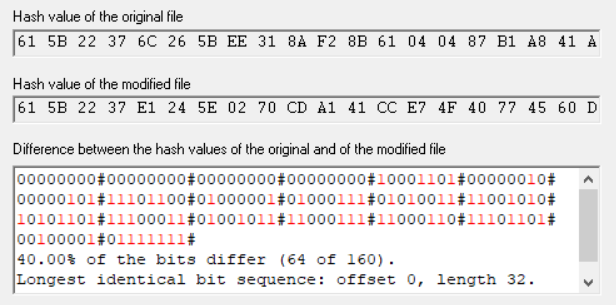 Hash value of the original file
61 5B 22 37 6C 26 5B EE 31 8A F2 8B 61 04 04 87 B1 A8 41 A
Hash value of the modified file
61 5B 22 37 E1 24 5E 02 70 CD A1 41 CC E7 4F 40 77 45 60 D
Difference between the hash values of the original and of the modified file
00000000#00000000#00000000#00000000#10001101#00000010#
00000101#11101100#01000001#01000111#01010011#11001010#
10101101#11100011#01001011#11000111#11000110#11101101#
00100001#01111111#
40.00% of the bits differ (64 of 160).
Longest identical bit sequence: offset 0, length 32.